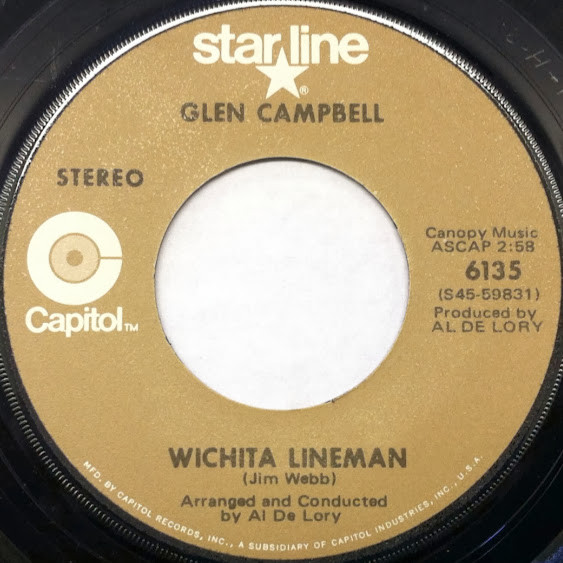 starline
®
GLEN CAMPBELL
STEREO
Capitol™
Canopy Music
ASCAP 2:58
6135
(S45-59831)
Produced by
AL DE LORY
WICHITA LINEMAN
(Jim Webb)
Arranged and Conducted
by Al De Lory
MFD. BY CAPITOL RECORDS, INC., A SUBSIDIARY OF CAPITOL INDUSTRIES, INC., U.S.A.